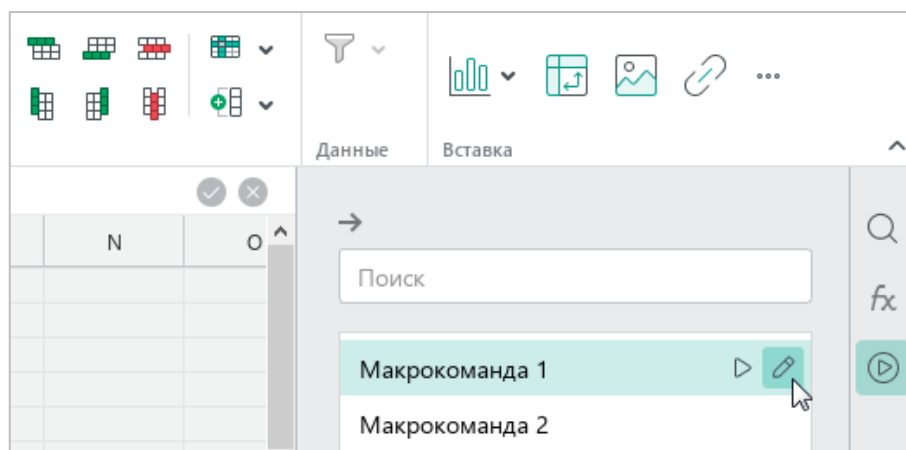 Данные
Вставка
N
O
Поиск
fx
Макрокоманда 1
Макрокоманда 2